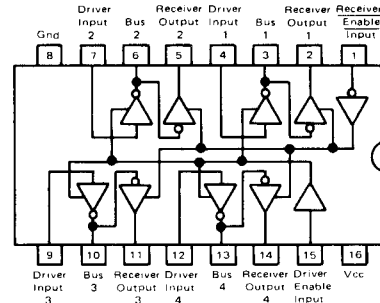 Gnd
Driver Input 2
Bus 2
Receiver Output 2
Driver Input 1
Bus 1
Receiver Output 1
Receiver Enable Input
8 7 6 5 4 3 2 1
9 10 11 12 13 14 15 16
Driver Input 3
Bus 3
Receiver Output 3
Driver Input 4
Bus 4
Receiver Output 4
Driver Enable Input
Vcc